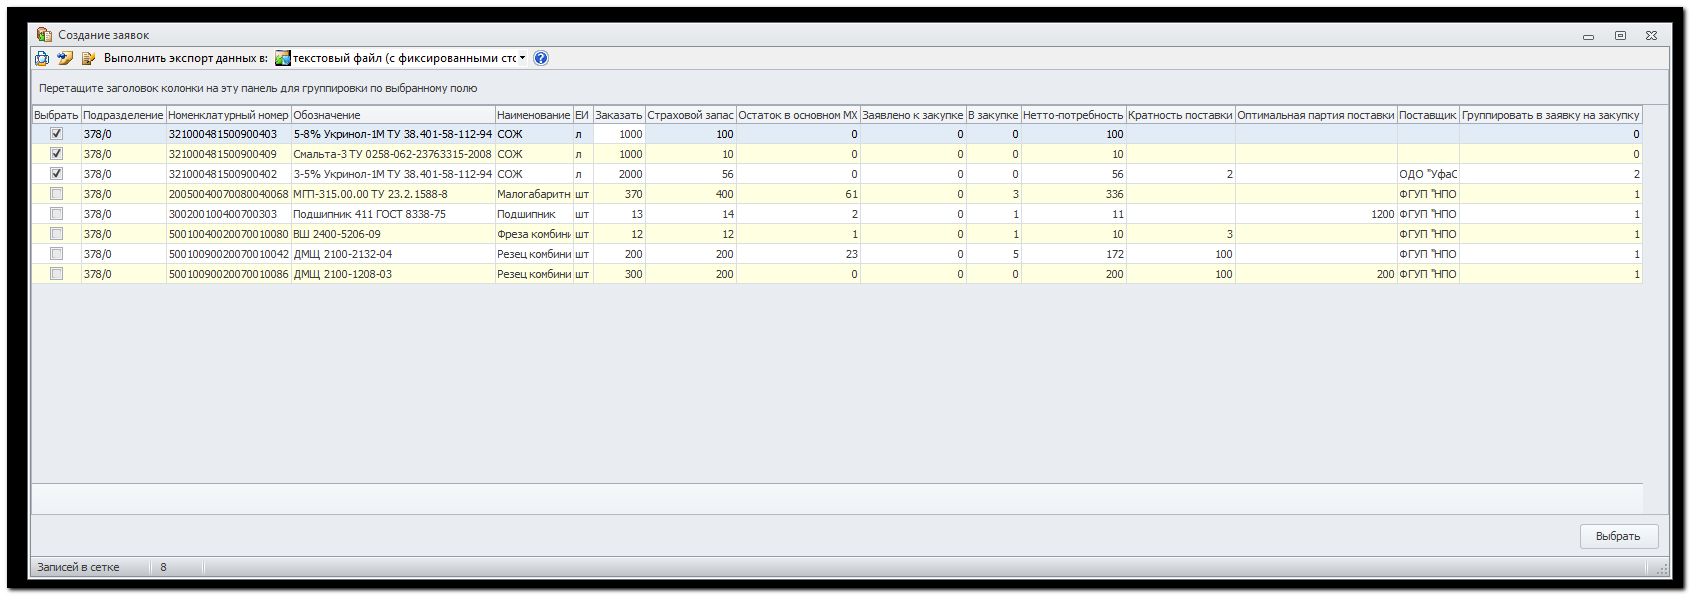 Создание заявок
Выполнить экспорт данных в: текстовый файл (с фиксированными стс
Перетащите заголовок колонки на эту панель для группировки по выбранному полю
Выбрать Подразделение Номенклатурный номер Обозначение Наименование ЕИ Заказать Страховой запас Остаток в основном МХ Заявлено к закупке В закупке Нетто-потребность Кратность поставки Оптимальная партия поставки Поставщик Группировать в заявку на закупку
378/0 321000481500900403 5-8% Укринол-1М ТУ 38.401-58-112-94 СОЖ л 1000 100 0 0 0 100 0
378/0 321000481500900409 Смальта-3 ТУ 0258-062-23763315-2008 СОЖ л 1000 10 0 0 0 10 0
378/0 321000481500900402 3-5% Укринол-1М ТУ 38.401-58-112-94 СОЖ л 2000 56 0 0 0 56 2 ОДО "УфаС 2
378/0 20050040070080040068 МГП-315.00.00 ТУ 23.2.1588-8 Малогабаритн шт 370 400 61 0 3 336 ФГУП "НПО 1
378/0 300200100400700303 Подшипник 411 ГОСТ 8338-75 Подшипник шт 13 14 2 0 1 11 1200 ФГУП "НПО 1
378/0 50010040020070010080 ВШ 2400-5206-09 Фреза комбини шт 12 12 1 0 1 10 3 ФГУП "НПО 1
378/0 50010090020070010042 ДМЩ 2100-2132-04 Резец комбини шт 200 200 23 0 5 172 100 ФГУП "НПО 1
378/0 50010090020070010086 ДМЩ 2100-1208-03 Резец комбини шт 300 200 0 0 0 200 100 200 ФГУП "НПО 1
Выбрать
Записей в сетке 8